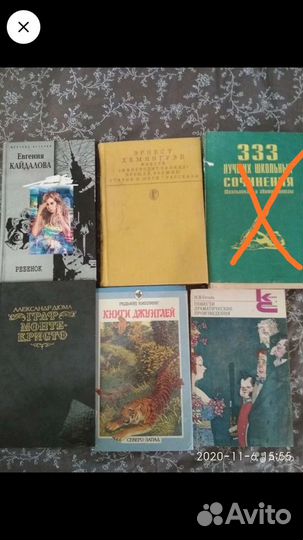 Евгения
КАЙДАЛОВА
РЕБЕНОК
ЭРНЕСТ
ХЕМИНГУЭЙ
333
ЛУЧШИХ ШКОЛЬНЫХ
СОЧИНЕНИЯ
АЛЕКСАНДР ДЮМА
ГРАФ
МОНТЕ-
КРИСТО
РЕДЬЯРД КИПЛИНГ
КНИГИ ДЖУНГЛЕЙ
СЕВЕРО-ЗАПАД
Н.В.Гоголь
ПОВЕСТИ
ДРАМАТИЧЕСКИЕ
ПРОИЗВЕДЕНИЯ
КС
2020-11-6 15:55
Avito